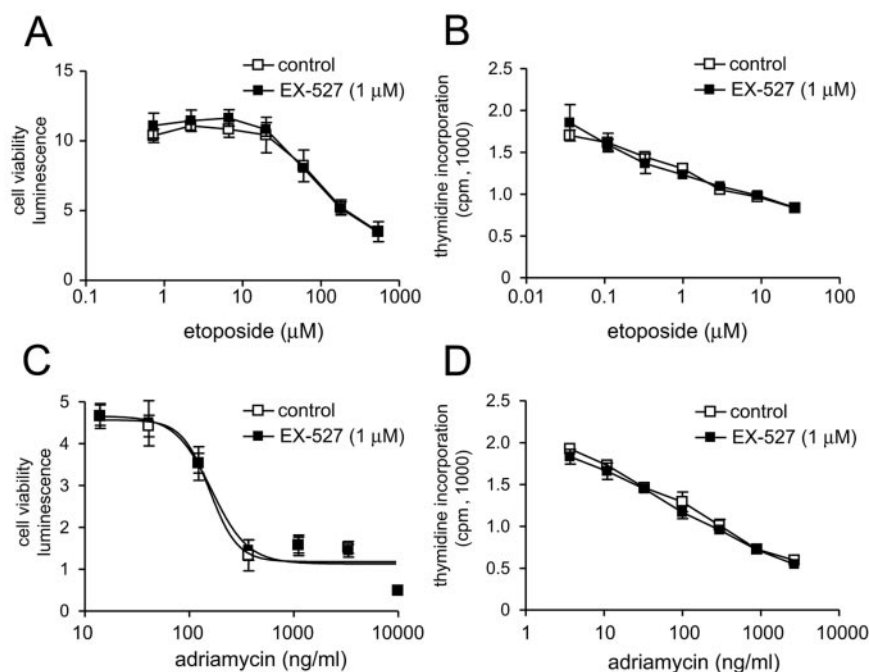 A
control
EX-527 (1 μM)
cell viability
luminescence
15
10
5
0
0.1 1 10 100 1000
etoposide (μM)
B
control
EX-527 (1 μM)
thymidine incorporation
(cpm , 1000)
2.5
2.0
1.5
1.0
0.5
0
0.01 0.1 1 10 100
etoposide (μM)
C
control
EX-527 (1 μM)
cell viability
luminescence
5
4
3
2
1
0
10 100 1000 10000
adriamycin (ng/ml)
D
control
EX-527 (1 μM)
thymidine incorporation
(cpm , 1000)
2.5
2.0
1.5
1.0
0.5
0
1 10 100 1000 10000
adriamycin (ng/ml)